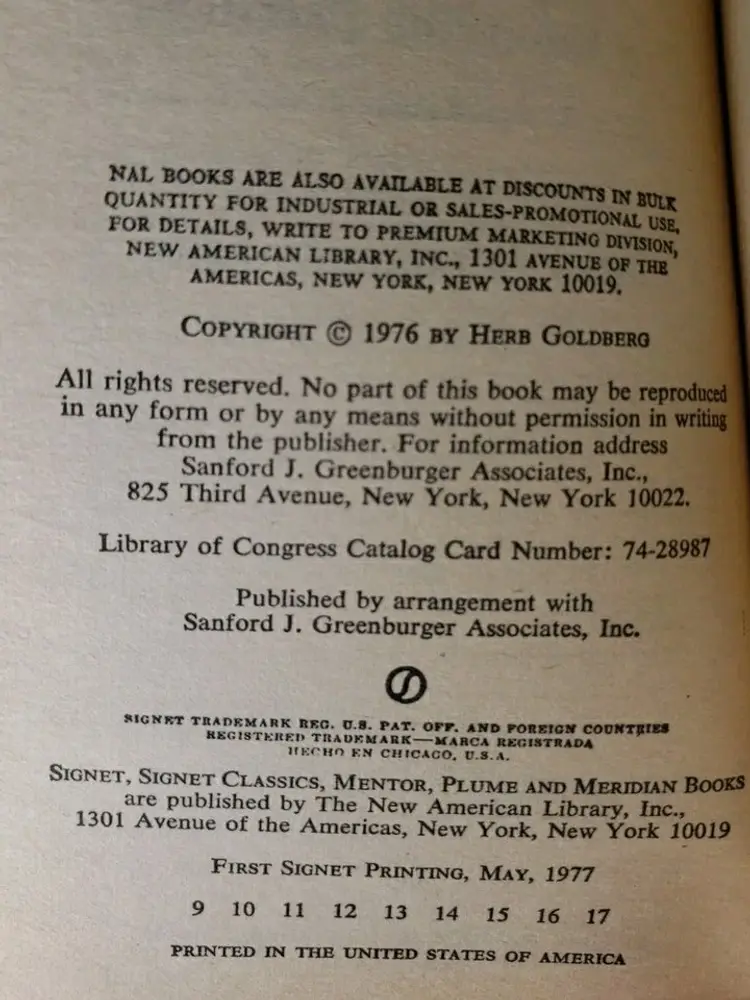 NAL BOOKS ARE ALSO AVAILABLE AT DISCOUNTS IN BULK
QUANTITY FOR INDUSTRIAL OR SALES-PROMOTIONAL USE.
FOR DETAILS, WRITE TO PREMIUM MARKETING DIVISION,
NEW AMERICAN LIBRARY, INC., 1301 AVENUE OF THE
AMERICAS, NEW YORK, NEW YORK 10019.
COPYRIGHT © 1976 BY HERB GOLDBERG
All rights reserved. No part of this book may be reproduced
in any form or by any means without permission in writing
from the publisher. For information address
Sanford J. Greenburger Associates, Inc.,
825 Third Avenue, New York, New York 10022.
Library of Congress Catalog Card Number: 74-28987
Published by arrangement with
Sanford J. Greenburger Associates, Inc.
SIGNET TRADEMARK REG. U.S. PAT. OFF. AND FOREIGN COUNTRIES
REGISTERED TRADEMARK—MARCA REGISTRADA
HECHO EN CHICAGO, U.S.A.
SIGNET, SIGNET CLASSICS, MENTOR, PLUME AND MERIDIAN BOOKS
are published by The New American Library, Inc.,
1301 Avenue of the Americas, New York, New York 10019
FIRST SIGNET PRINTING, MAY, 1977
9 10 11 12 13 14 15 16 17
PRINTED IN THE UNITED STATES OF AMERICA